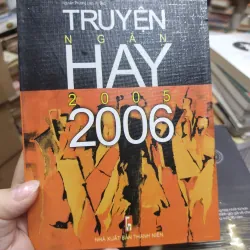 TRUYỆN
NGẮN
HAY
2005
2006
NHÀ XUẤT BẢN THANH NIÊN